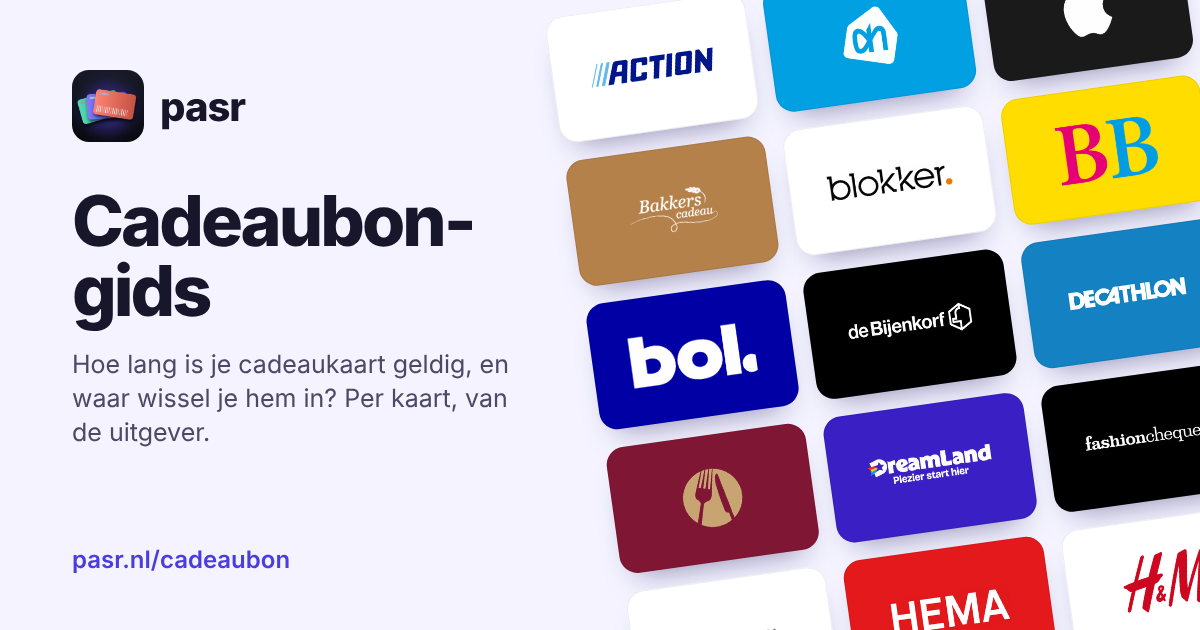 pasr
Cadeaubon-
gids
Hoe lang is je cadeaukaart geldig, en
waar wissel je hem in? Per kaart, van
de uitgever.
pasr.nl/cadeaubon
ACTION
ah
Bakkers
cadeau
blokker.
BB
bol.
de Bijenkorf
DECATHLON
DreamLand
Plezier start hier
fashioncheque
HEMA
H&M